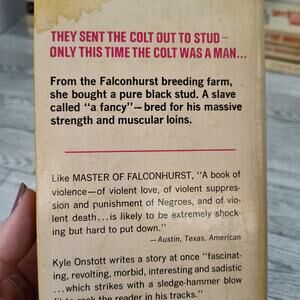 THEY SENT THE COLT OUT TO STUD—
ONLY THIS TIME THE COLT WAS A MAN...
From the Falconhurst breeding farm,
she bought a pure black stud. A slave
called "a fancy"—bred for his massive
strength and muscular loins.
Like MASTER OF FALCONHURST, "A book of
violence—of violent love, of violent suppres-
sion and punishment of Negroes, and of vi-
olent death...is likely to be extremely shock-
ing but hard to put down."
—Austin, Texas, American
Kyle Onstott writes a story at once "fascinat-
ing, revolting, morbid, interesting and sadistic
...which strikes with a sledge-hammer blow
the reader in his tracks."